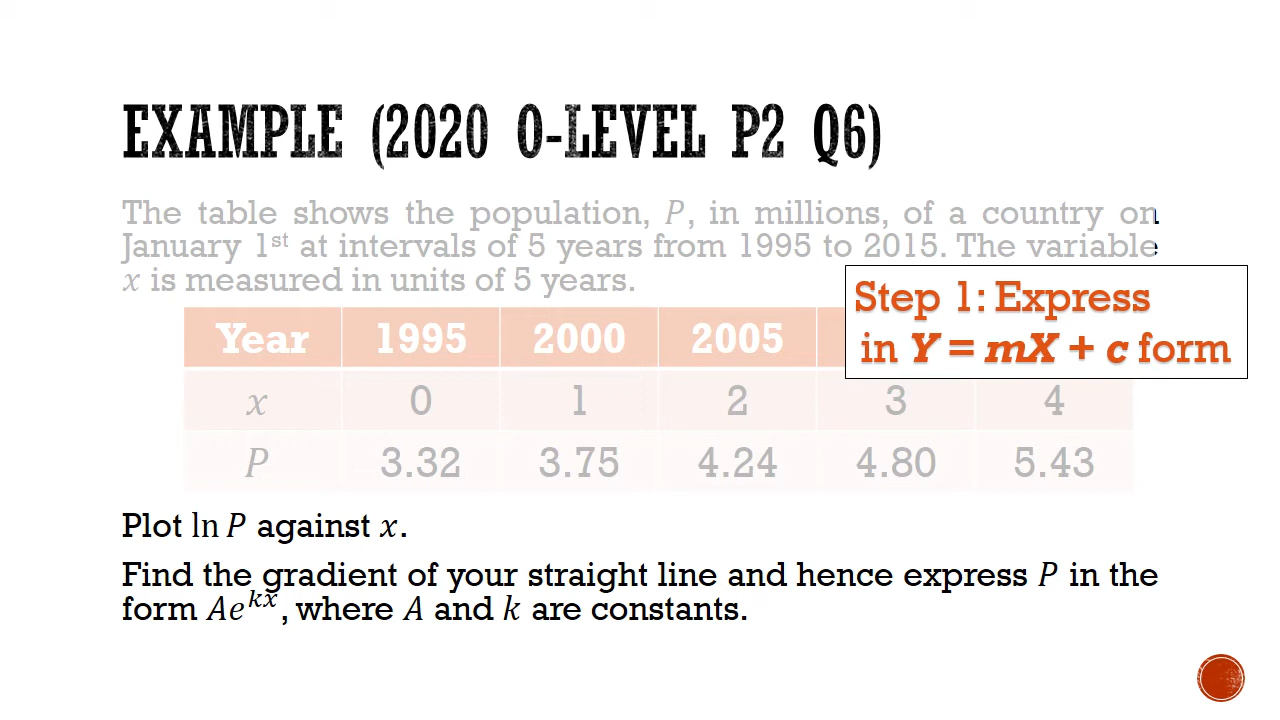 EXAMPLE (2020 O-LEVEL P2 Q6)
The table shows the population, P, in millions, of a country on
January 1st at intervals of 5 years from 1995 to 2015. The variable
x is measured in units of 5 years.
Step 1: Express
in Y = mX + c form
Year 1995 2000 2005
x 0 1 2 3 4
P 3.32 3.75 4.24 4.80 5.43
Plot ln P against x.
Find the gradient of your straight line and hence express P in the
form Ae^{kx}, where A and k are constants.